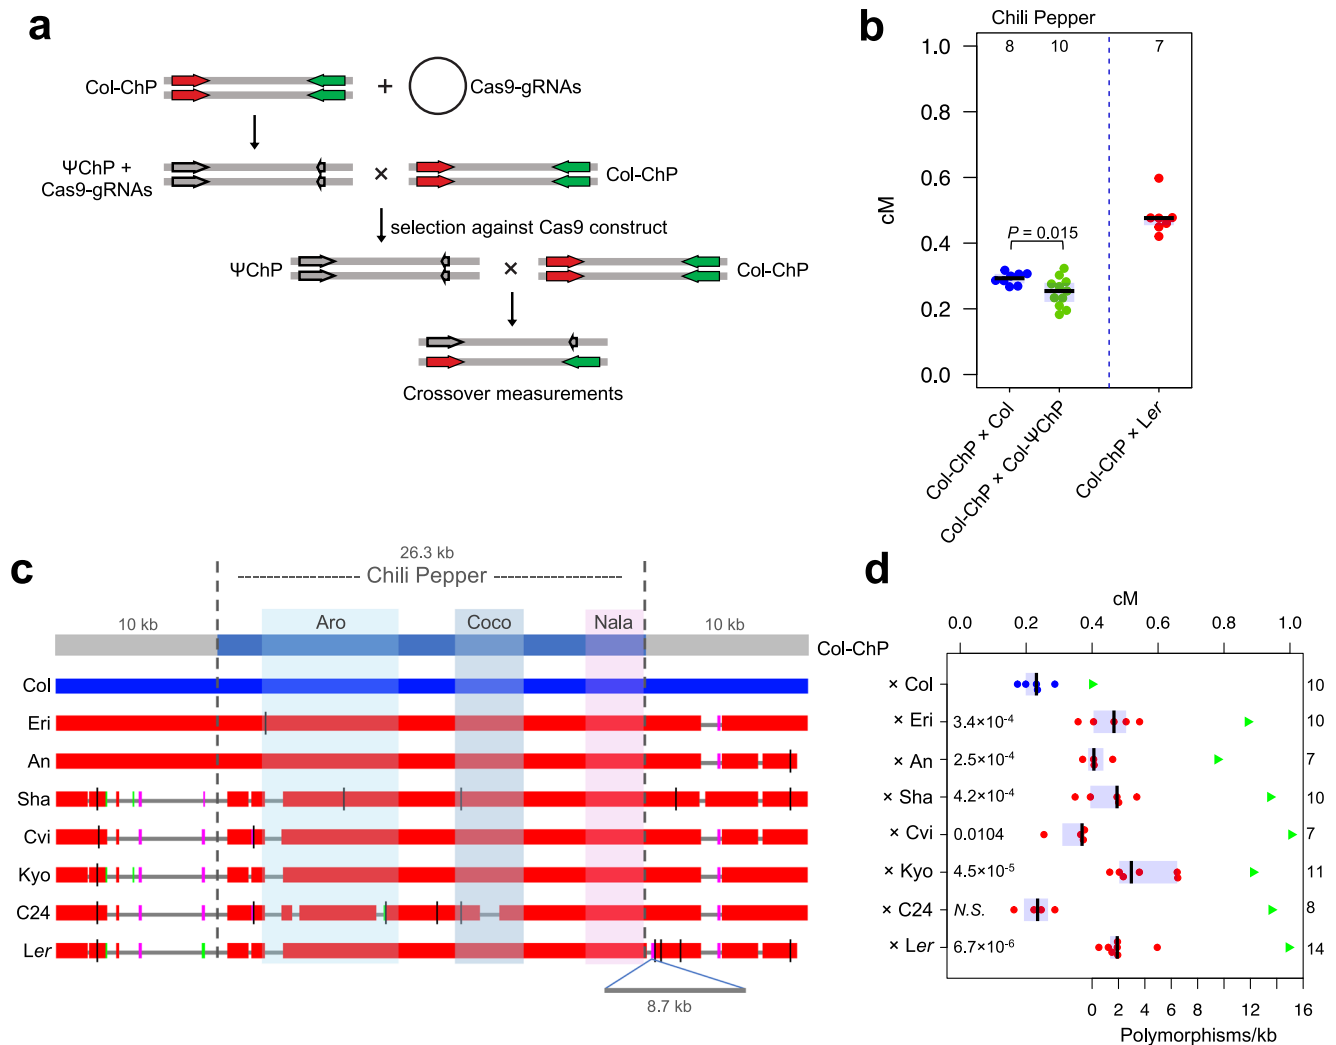 a
Col-ChP
+
Cas9-gRNAs
ΨChP +
Cas9-gRNAs
×
Col-ChP
selection against Cas9 construct
ΨChP
×
Col-ChP
Crossover measurements
b
Chili Pepper
8 10 7
1.0
0.8
0.6
0.4
0.2
0.0
cM
P = 0.015
Col-ChP × Col
Col-ChP × Col-ΨChP
Col-ChP × Ler
c
26.3 kb
Chili Pepper
10 kb
Aro
Coco
Nala
10 kb
Col-ChP
Col
Eri
An
Sha
Cvi
Kyo
C24
Ler
8.7 kb
d
cM
0.0 0.2 0.4 0.6 0.8 1.0
× Col 10
× Eri 3.4×10⁻⁴ 10
× An 2.5×10⁻⁴ 7
× Sha 4.2×10⁻⁴ 10
× Cvi 0.0104 7
× Kyo 4.5×10⁻⁵ 11
× C24 N.S. 8
× Ler 6.7×10⁻⁶ 14
0 2 4 6 8 12 16
Polymorphisms/kb